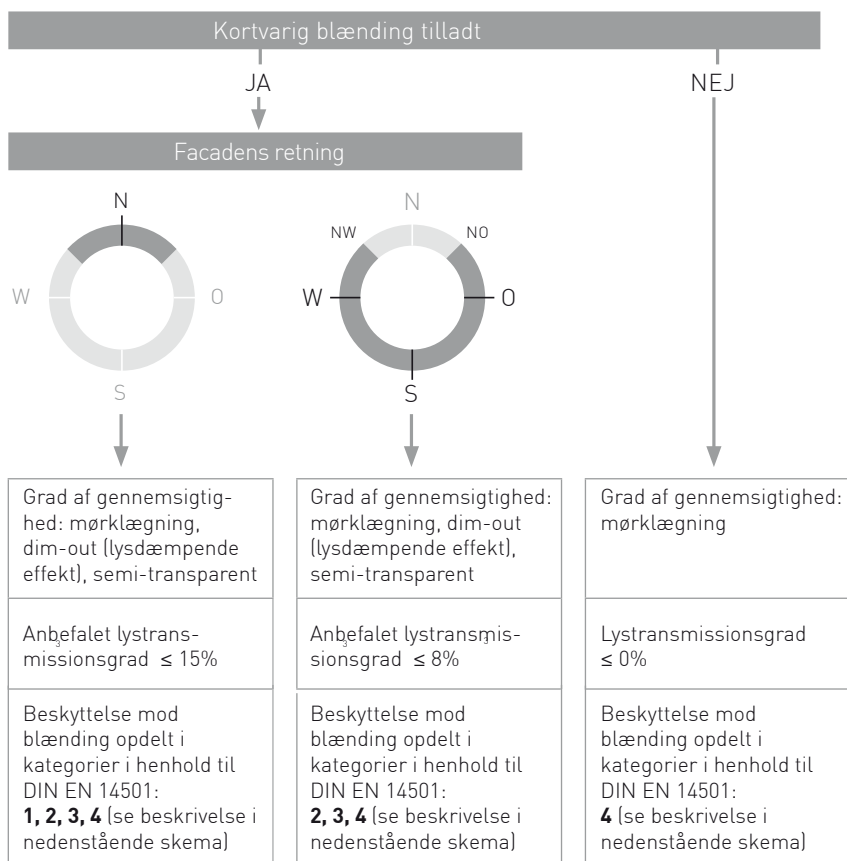 Kortvarig blænding tilladt
JA
NEJ
Facadens retning
N
W
O
S
N
NW
NO
W
O
S
Grad af gennemsigtig-
hed: mørklægning,
dim-out (lysdæmpende
effekt), semi-transparent
Anbefalet lystrans-
missionsgrad ≤ 15%
Beskyttelse mod
blænding opdelt i
kategorier i henhold til
DIN EN 14501:
1, 2, 3, 4 (se beskrivelse i
nedenstående skema)
Grad af gennemsigtighed:
mørklægning, dim-out
(lysdæmpende effekt),
semi-transparent
Anbefalet lystransmis-
sionsgrad ≤ 8%
Beskyttelse mod
blænding opdelt i
kategorier i henhold til
DIN EN 14501:
2, 3, 4 (se beskrivelse i
nedenstående skema)
Grad af gennemsigtighed:
mørklægning
Lystransmissionsgrad
≤ 0%
Beskyttelse mod
blænding opdelt i
kategorier i henhold til
DIN EN 14501:
4 (se beskrivelse i
nedenstående skema)